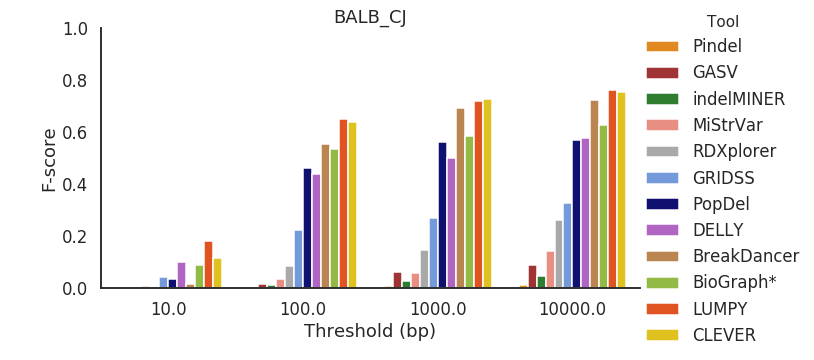 BALB_CJ
F-score
1.0
0.8
0.6
0.4
0.2
0.0
10.0
100.0
1000.0
10000.0
Threshold (bp)
Tool
Pindel
GASV
indelMINER
MiStrVar
RDXplorer
GRIDSS
PopDel
DELLY
BreakDancer
BioGraph*
LUMPY
CLEVER